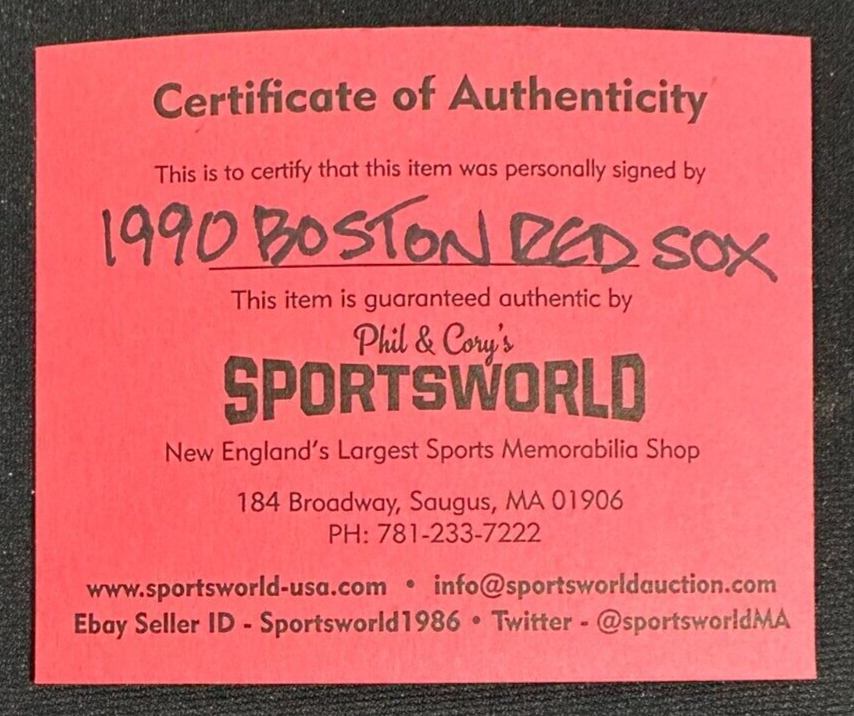 Certificate of Authenticity
This is to certify that this item was personally signed by
1990 BOSTON RED SOX
This item is guaranteed authentic by
Phil & Cory's
SPORTSWORLD
New England's Largest Sports Memorabilia Shop
184 Broadway, Saugus, MA 01906
PH: 781-233-7222
www.sportsworld-usa.com • info@sportsworldauction.com
Ebay Seller ID - Sportsworld1986 • Twitter - @sportsworldMA